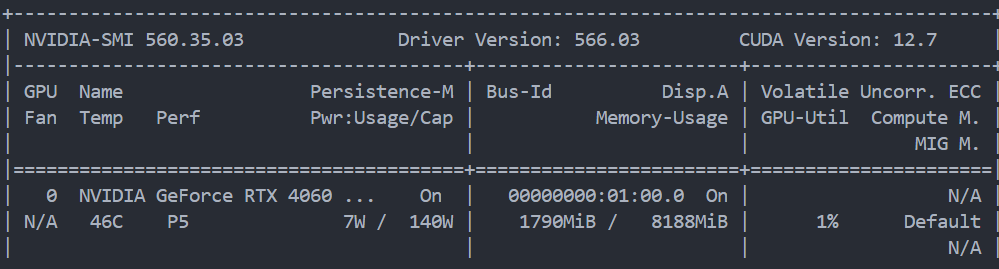 +-----------------------------------------------------------------------------------------+
| NVIDIA-SMI 560.35.03              Driver Version: 566.03         CUDA Version: 12.7     |
|-----------------------------------------+------------------------+----------------------+
| GPU  Name                 Persistence-M | Bus-Id          Disp.A | Volatile Uncorr. ECC |
| Fan  Temp   Perf          Pwr:Usage/Cap |           Memory-Usage | GPU-Util  Compute M. |
|                                         |                        |               MIG M. |
|=========================================+========================+======================|
|   0  NVIDIA GeForce RTX 4060 ...    On  |   00000000:01:00.0  On |                  N/A |
| N/A   46C    P5              7W /  140W |    1790MiB /   8188MiB |      1%      Default |
|                                         |                        |                  N/A |